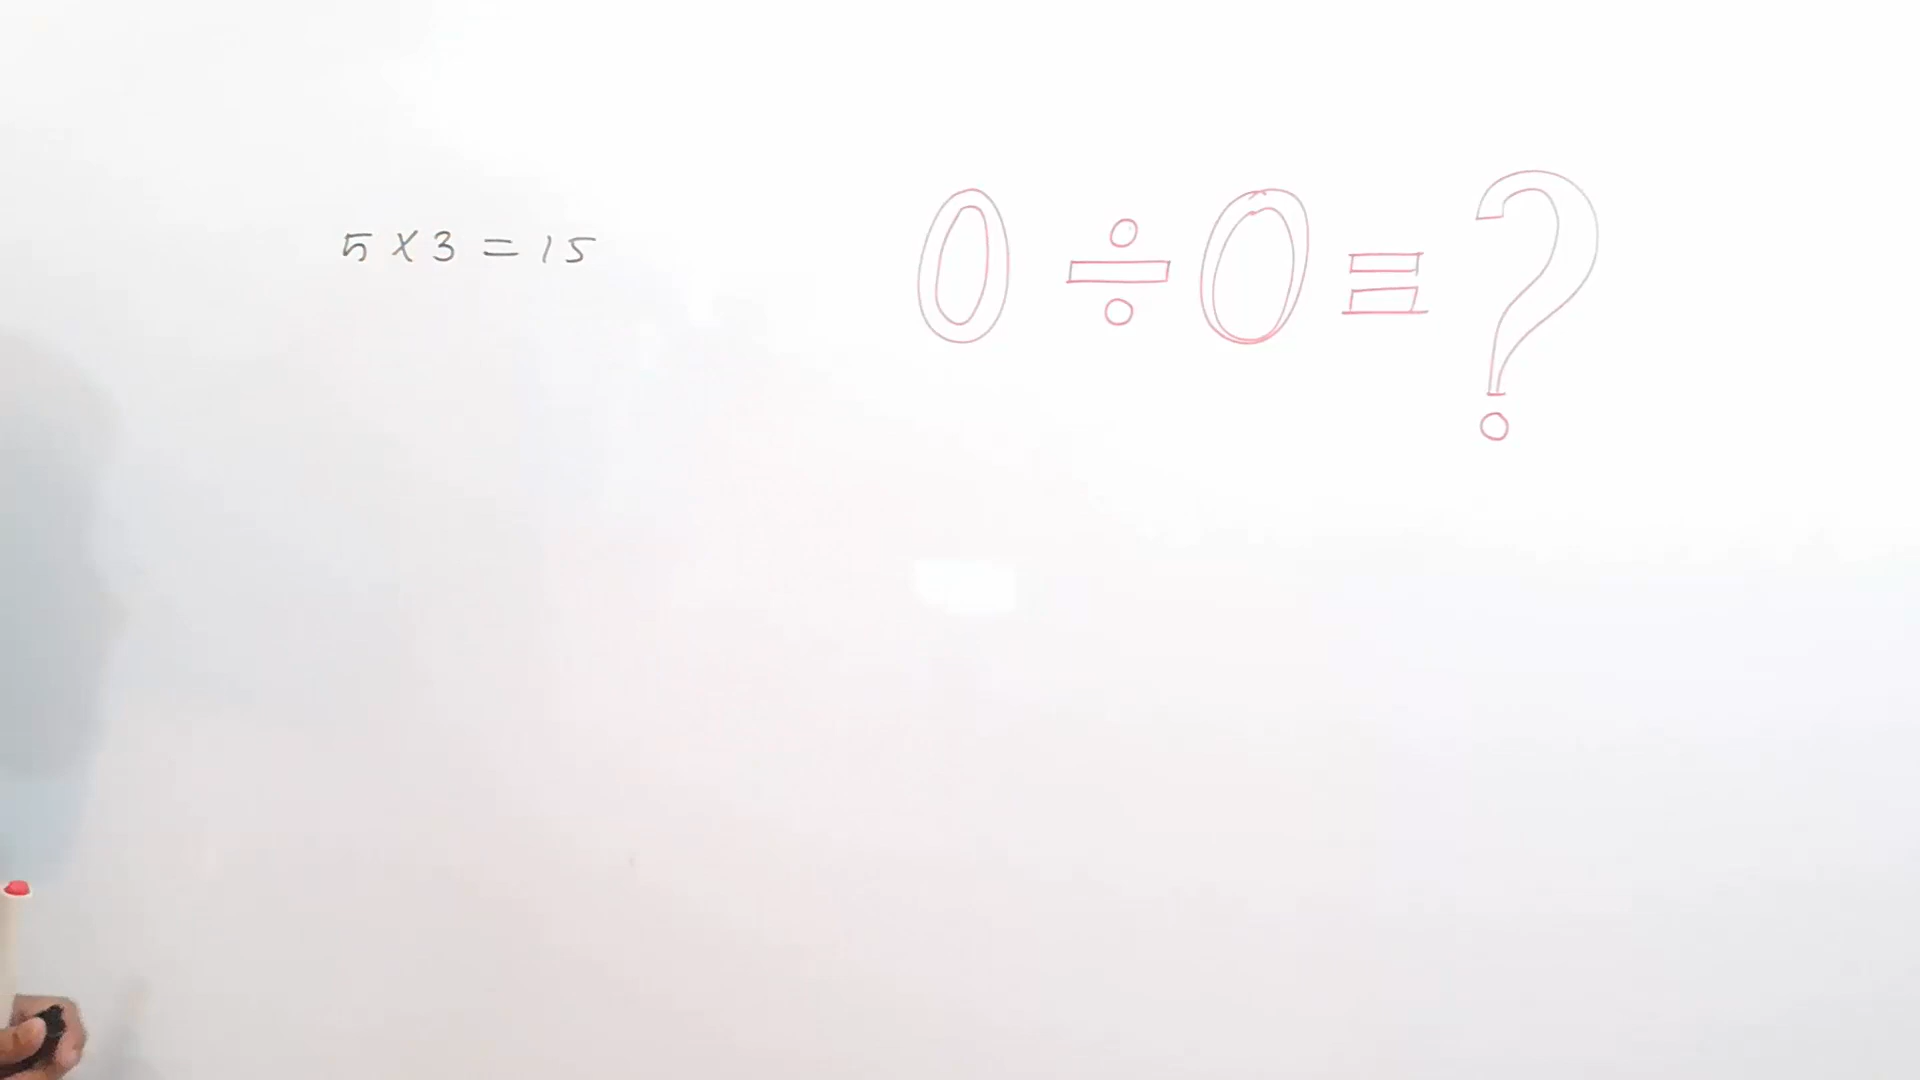 5 × 3 = 15
0 ÷ 0 = ?